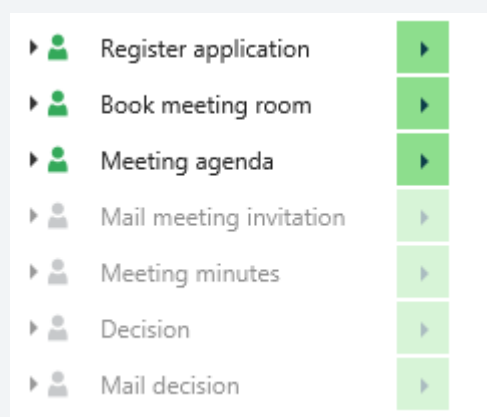 Register application
Book meeting room
Meeting agenda
Mail meeting invitation
Meeting minutes
Decision
Mail decision